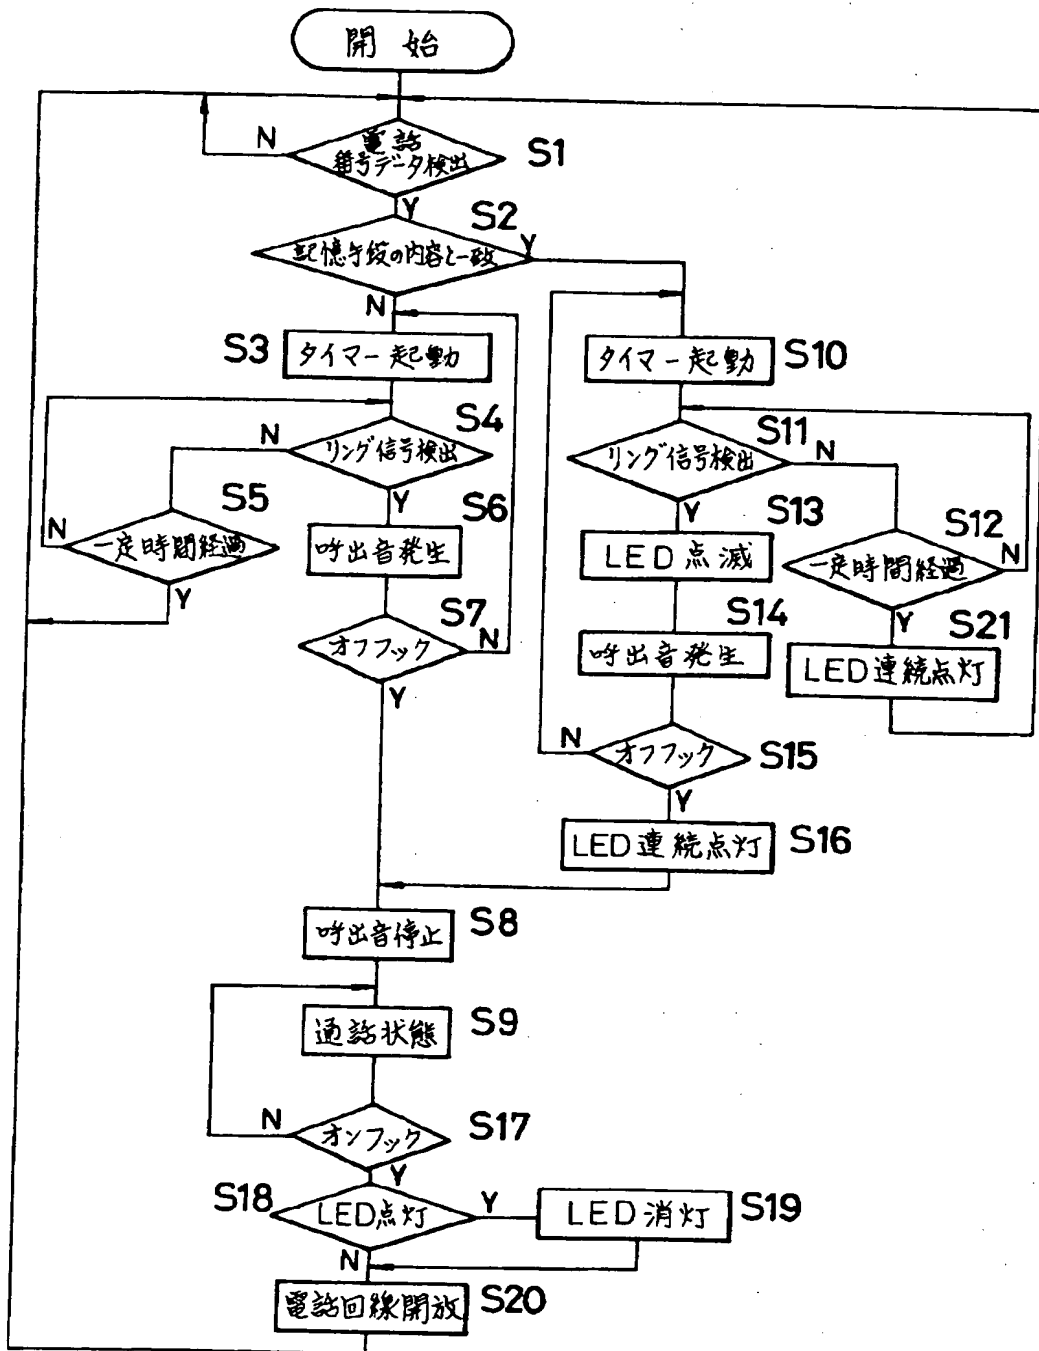 開始
電話
番号データ検出
N
S1
Y
S2
記憶手段の内容と一致
Y
N
S3
タイマー起動
タイマー起動
S10
S4
N
リング信号検出
Y
S11
リング信号検出
N
Y
S5
N
一定時間経過
Y
S6
呼出音発生
S13
LED点滅
S12
一定時間経過
N
Y
S7
オフフック
N
Y
S14
呼出音発生
S21
LED連続点灯
N
オフフック
S15
Y
LED連続点灯
S16
呼出音停止
S8
通話状態
S9
N
オンフック
S17
Y
S18
LED点灯
Y
LED消灯
S19
N
電話回線開放
S20